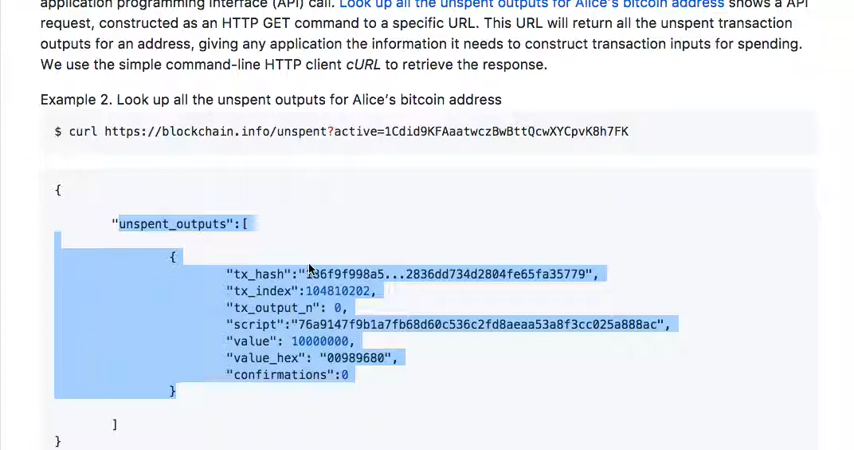 application programming interface (API) call. Look up all the unspent outputs for Alice's bitcoin address shows a API
request, constructed as an HTTP GET command to a specific URL. This URL will return all the unspent transaction
outputs for an address, giving any application the information it needs to construct transaction inputs for spending.
We use the simple command-line HTTP client cURL to retrieve the response.
Example 2. Look up all the unspent outputs for Alice's bitcoin address
$ curl https://blockchain.info/unspent?active=1Cdid9KFAaatwczBwBttQcwXYCpvK8h7FK
{
"unspent_outputs":[
{
"tx_hash":"186f9f998a5...2836dd734d2804fe65fa35779",
"tx_index":104810202,
"tx_output_n": 0,
"script":"76a9147f9b1a7fb68d60c536c2fd8aeaa53a8f3cc025a888ac",
"value": 10000000,
"value_hex": "00989680",
"confirmations":0
}
]
}